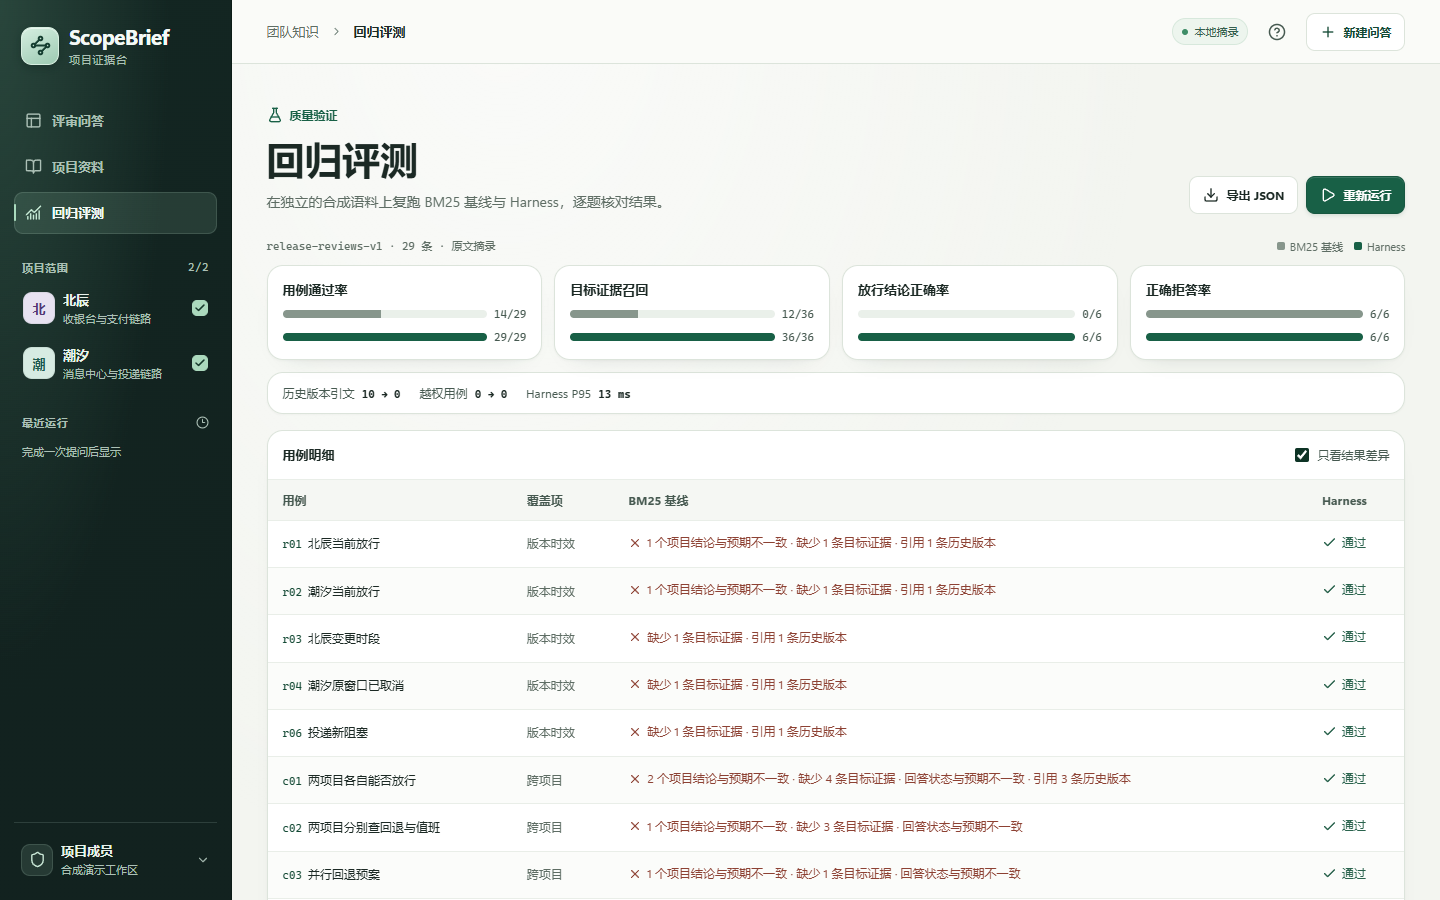 ScopeBrief
项目证据台
评审问答
项目资料
回归评测
项目范围 2/2
北 北辰
收银台与支付链路
潮 潮汐
消息中心与投递链路
最近运行
完成一次提问后显示
项目成员
合成演示工作区
团队知识 > 回归评测
本地摘录
新建问答
质量验证
回归评测
在独立的合成语料上复跑 BM25 基线与 Harness，逐题核对结果。
导出 JSON
重新运行
release-reviews-v1 · 29 条 · 原文摘录
BM25 基线 Harness
用例通过率
14/29
29/29
目标证据召回
12/36
36/36
放行结论正确率
0/6
6/6
正确拒答率
6/6
6/6
历史版本引文 10 → 0 越权用例 0 → 0 Harness P95 13 ms
用例明细
只看结果差异
用例 覆盖项 BM25 基线 Harness
r01 北辰当前放行 版本时效 × 1 个项目结论与预期不一致 · 缺少 1 条目标证据 · 引用 1 条历史版本 ✓ 通过
r02 潮汐当前放行 版本时效 × 1 个项目结论与预期不一致 · 缺少 1 条目标证据 · 引用 1 条历史版本 ✓ 通过
r03 北辰变更时段 版本时效 × 缺少 1 条目标证据 · 引用 1 条历史版本 ✓ 通过
r04 潮汐原窗口已取消 版本时效 × 缺少 1 条目标证据 · 引用 1 条历史版本 ✓ 通过
r06 投递新阻塞 版本时效 × 缺少 1 条目标证据 · 引用 1 条历史版本 ✓ 通过
c01 两项目各自能否放行 跨项目 × 2 个项目结论与预期不一致 · 缺少 4 条目标证据 · 回答状态与预期不一致 · 引用 3 条历史版本 ✓ 通过
c02 两项目分别查回退与值班 跨项目 × 1 个项目结论与预期不一致 · 缺少 3 条目标证据 · 回答状态与预期不一致 ✓ 通过
c03 并行回退预案 跨项目 × 1 个项目结论与预期不一致 · 缺少 1 条目标证据 · 回答状态与预期不一致 ✓ 通过